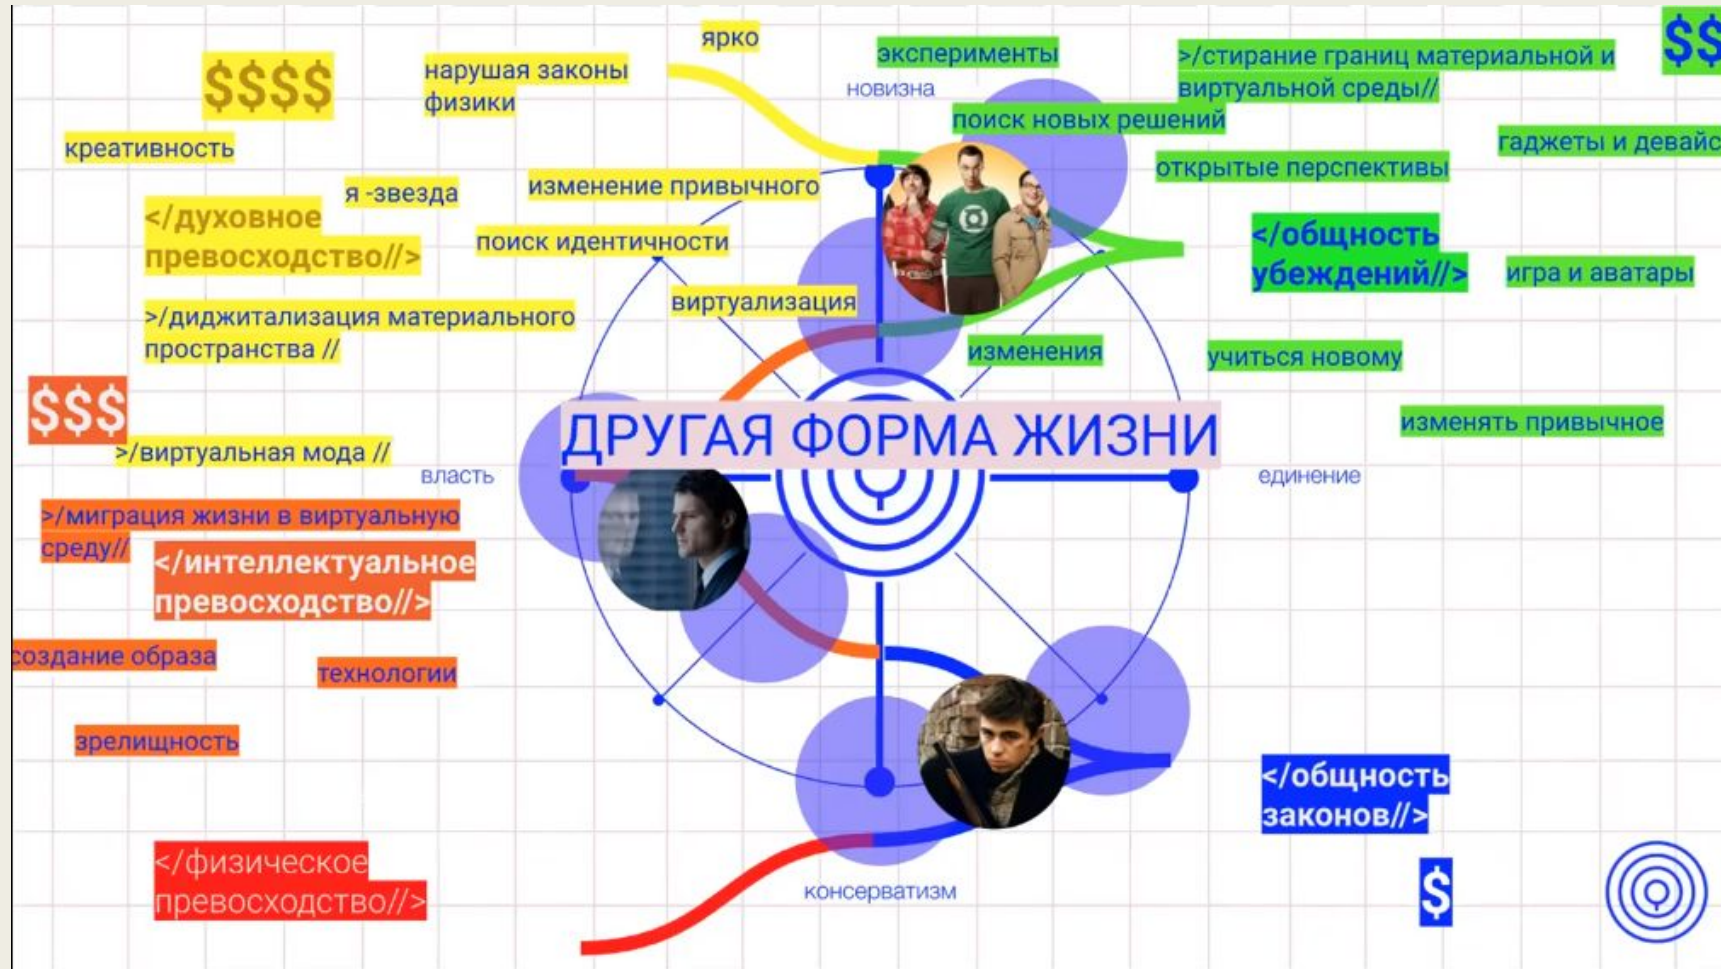 ярко
эксперименты
$$
>/стирание границ материальной и
виртуальной среды//
$$$$
нарушая законы
физики
новизна
поиск новых решений
гаджеты и девайс
креативность
открытые перспективы
я -звезда
изменение привычного
</духовное
превосходство//>
поиск идентичности
</общность
убеждений//>
игра и аватары
виртуализация
>/диджитализация материального
пространства //
изменения
учиться новому
$$$
изменять привычное
ДРУГАЯ ФОРМА ЖИЗНИ
>/виртуальная мода //
власть
единение
>/миграция жизни в виртуальную
среду//
</интеллектуальное
превосходство//>
создание образа
технологии
зрелищность
</общность
законов//>
</физическое
превосходство//>
консерватизм
$